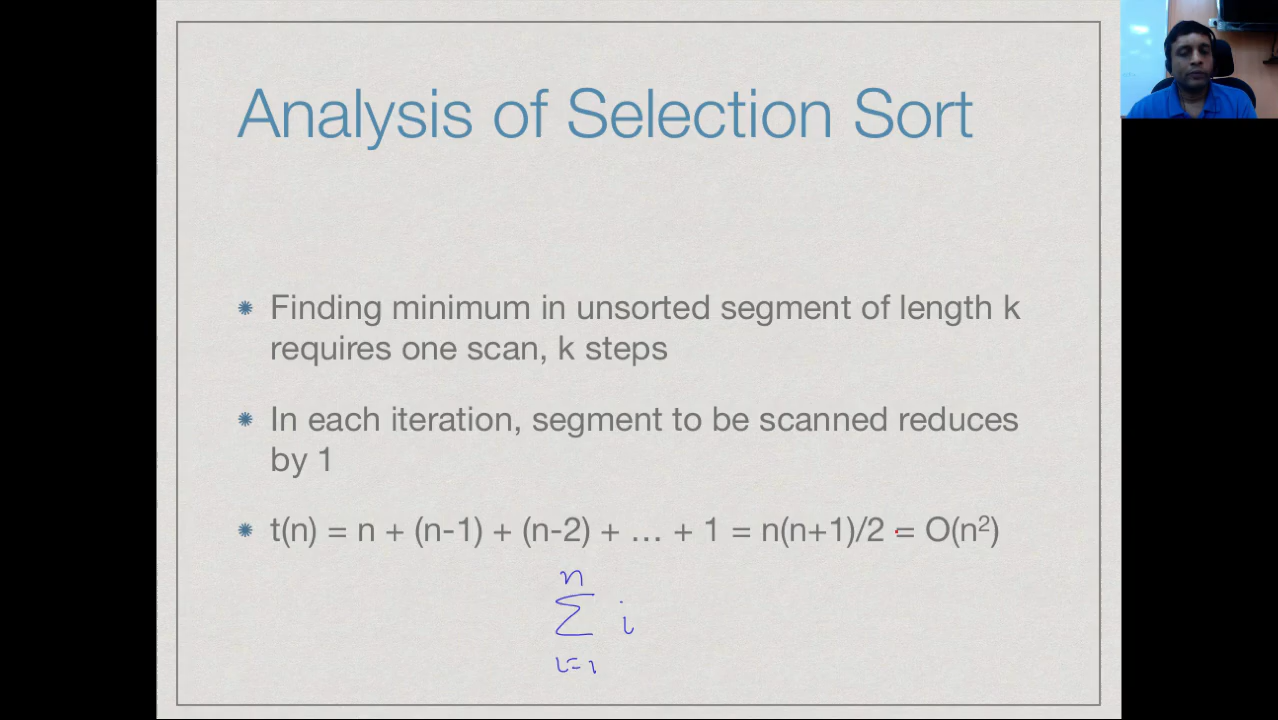 Analysis of Selection Sort
✺ Finding minimum in unsorted segment of length k
requires one scan, k steps
✺ In each iteration, segment to be scanned reduces
by 1
✺ t(n) = n + (n-1) + (n-2) + … + 1 = n(n+1)/2 = O(n²)
n
∑ i
i=1